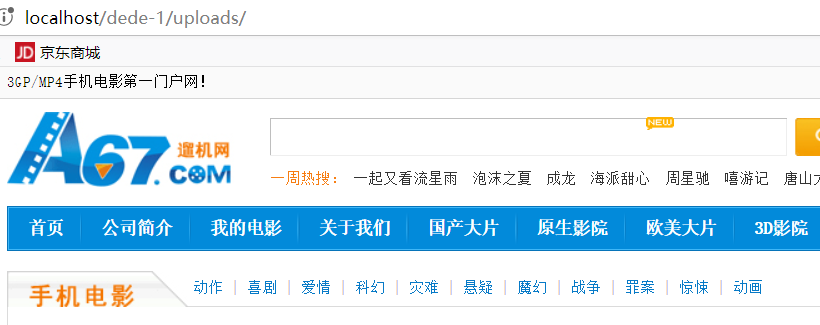 localhost/dede-1/uploads/
JD 京东商城
3GP/MP4手机电影第一门户网!
A67.COM 遛机网
NEW
一周热搜: 一起又看流星雨 泡沫之夏 成龙 海派甜心 周星驰 嘻游记 唐山
首页 公司简介 我的电影 关于我们 国产大片 原生影院 欧美大片 3D影院
手机电影 动作 | 喜剧 | 爱情 | 科幻 | 灾难 | 悬疑 | 魔幻 | 战争 | 罪案 | 惊悚 | 动画